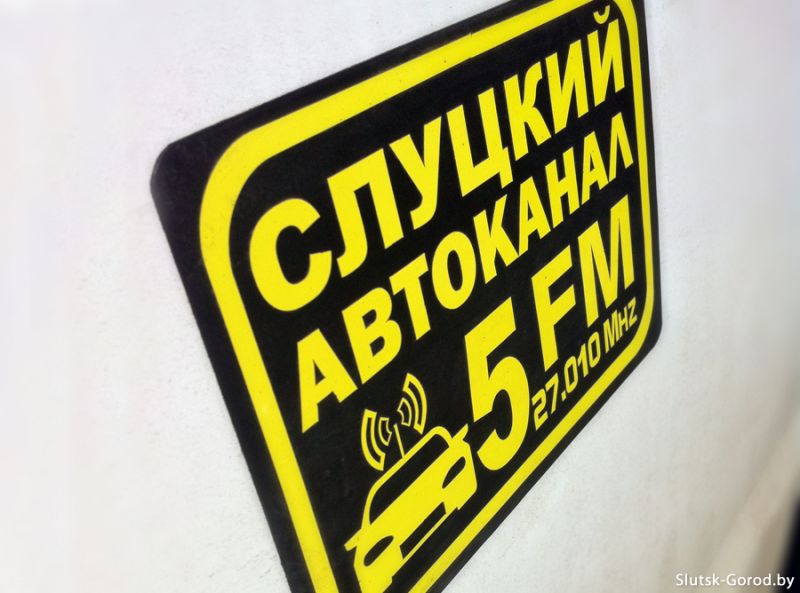 СЛУЦКИЙ
АВТОКАНАЛ
5 FM
27.010 MHz
Slutsk-Gorod.by